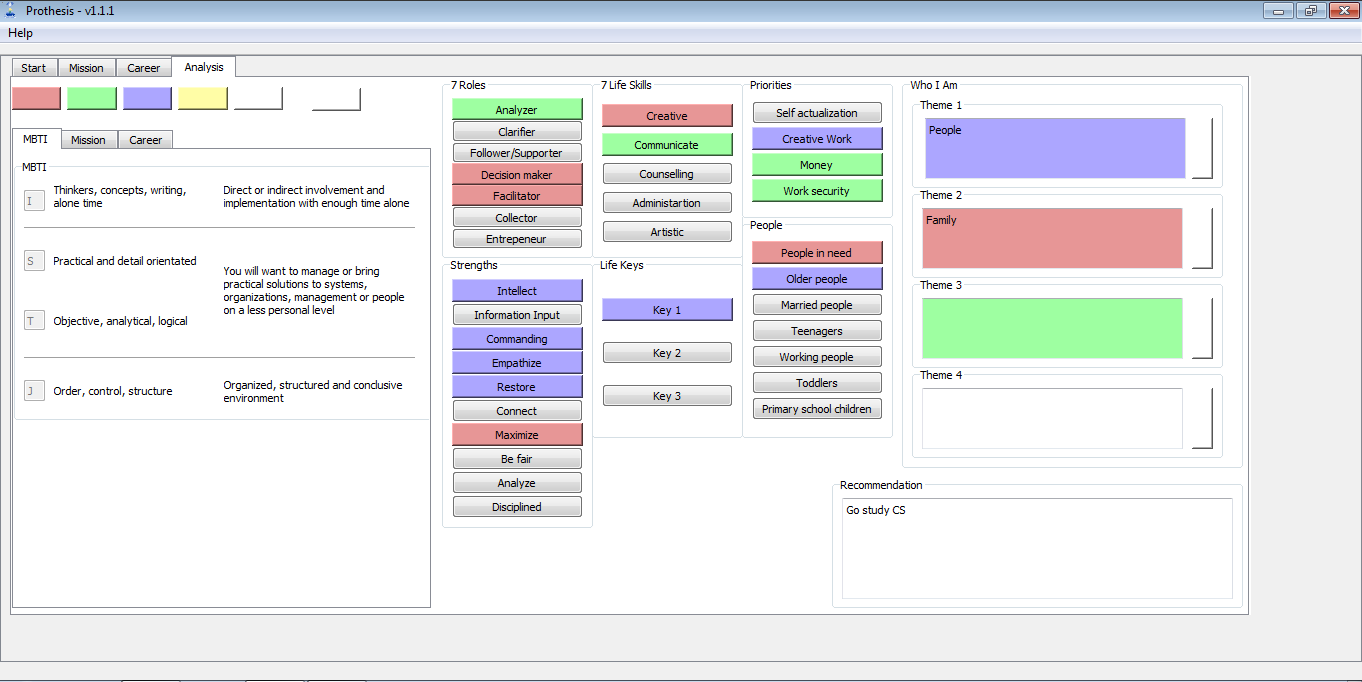 Prothesis - v1.1.1
Help
Start Mission Career Analysis
MBTI Mission Career
MBTI
I
Thinkers, concepts, writing,
alone time
Direct or indirect involvement and
implementation with enough time alone
S
Practical and detail orientated
You will want to manage or bring
practical solutions to systems,
organizations, management or people
on a less personal level
T
Objective, analytical, logical
J
Order, control, structure
Organized, structured and conclusive
environment
7 Roles
Analyzer
Clarifier
Follower/Supporter
Decision maker
Facilitator
Collector
Entrepeneur
Strengths
Intellect
Information Input
Commanding
Empathize
Restore
Connect
Maximize
Be fair
Analyze
Disciplined
7 Life Skills
Creative
Communicate
Counselling
Administartion
Artistic
Life Keys
Key 1
Key 2
Key 3
Priorities
Self actualization
Creative Work
Money
Work security
People
People in need
Older people
Married people
Teenagers
Working people
Toddlers
Primary school children
Who I Am
Theme 1
People
Theme 2
Family
Theme 3
Theme 4
Recommendation
Go study CS